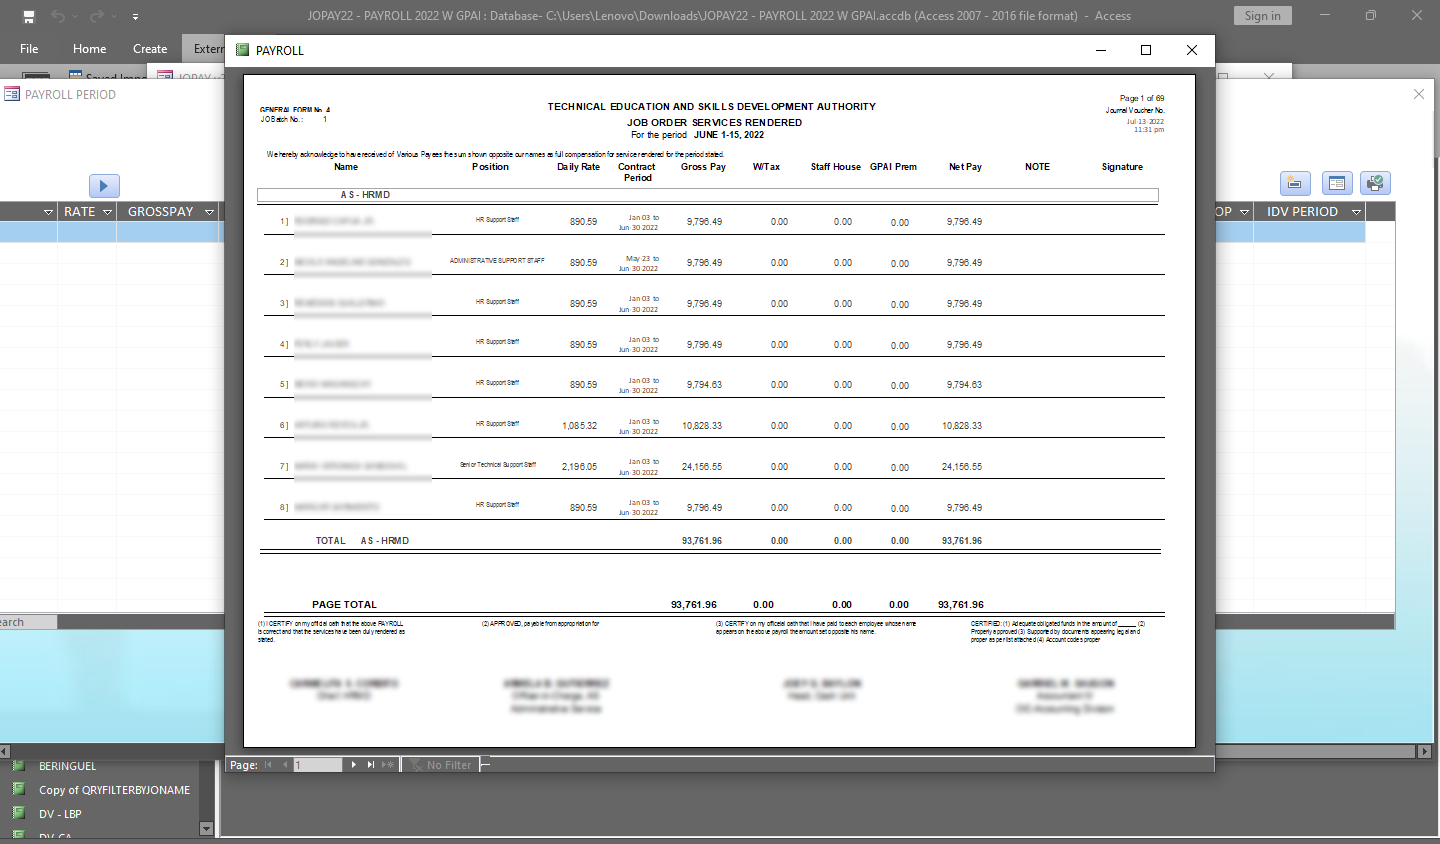 JOPAY22 - PAYROLL 2022 W GPAI : Database- C:\Users\Lenovo\Downloads\JOPAY22 - PAYROLL 2022 W GPAI.accdb (Access 2007 - 2016 file format) - Access
Sign in
File Home Create Extern
Saved Impo
JOPAY
PAYROLL PERIOD
RATE GROSSPAY
OP IDV PERIOD
earch
PAYROLL
GENERAL FORM No. 4
JO Batch No. : 1
TECHNICAL EDUCATION AND SKILLS DEVELOPMENT AUTHORITY
JOB ORDER SERVICES RENDERED
For the period JUNE 1-15, 2022
Page 1 of 69
Journal Voucher No.
Jul-13-2022
11:31 pm
We hereby acknowledge to have received of Various Payees the sum shown opposite our names as full compensation for service rendered for the period stated.
Name Position Daily Rate Contract Period Gross Pay W/Tax Staff House GPAI Prem Net Pay NOTE Signature
AS - HRMD
1] HR Support Staff 890.59 Jan 03 to Jun-30-2022 9,796.49 0.00 0.00 0.00 9,796.49
2] ADMINISTRATIVE SUPPORT STAFF 890.59 May-23 to Jun-30-2022 9,796.49 0.00 0.00 0.00 9,796.49
3] HR Support Staff 890.59 Jan 03 to Jun-30-2022 9,796.49 0.00 0.00 0.00 9,796.49
4] HR Support Staff 890.59 Jan 03 to Jun-30-2022 9,796.49 0.00 0.00 0.00 9,796.49
5] HR Support Staff 890.59 Jan 03 to Jun-30-2022 9,794.63 0.00 0.00 0.00 9,794.63
6] HR Support Staff 1,085.32 Jan 03 to Jun-30-2022 10,828.33 0.00 0.00 0.00 10,828.33
7] Senior Technical Support Staff 2,196.05 Jan 03 to Jun-30-2022 24,156.55 0.00 0.00 0.00 24,156.55
8] HR Support Staff 890.59 Jan 03 to Jun-30-2022 9,796.49 0.00 0.00 0.00 9,796.49
TOTAL AS - HRMD 93,761.96 0.00 0.00 0.00 93,761.96
PAGE TOTAL 93,761.96 0.00 0.00 0.00 93,761.96
(1) I CERTIFY on my official oath that the above PAYROLL
is correct and that the services have been duly rendered as
stated.
(2) APPROVED, payable from appropriation for
(3) CERTIFY on my officeial oath that I have paid to each employee whose name
appears on the above payroll the amount set opposite his name.
CERTIFIED: (1) Adequate obligated funds in the amount of ______ (2)
Properly approved (3) Supported by documents appearing legal and
proper as per list attached (4) Account codes proper
Page: 1 No Filter
BERINGUEL
Copy of QRYFILTERBYJONAME
DV - LBP
DV-CA